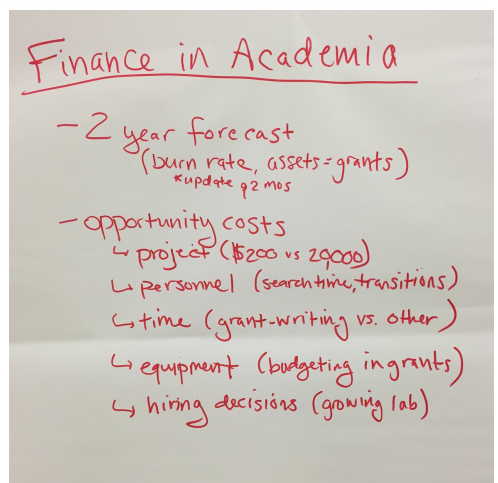 Finance in Academia
- 2 year forecast
(burn rate, assets = grants)
*update q2 mos
- opportunity costs
↳ project ($200 vs 20,000)
↳ personnel (search time, transitions)
↳ time (grant-writing vs. other)
↳ equipment (budgeting in grants)
↳ hiring decisions (growing lab)